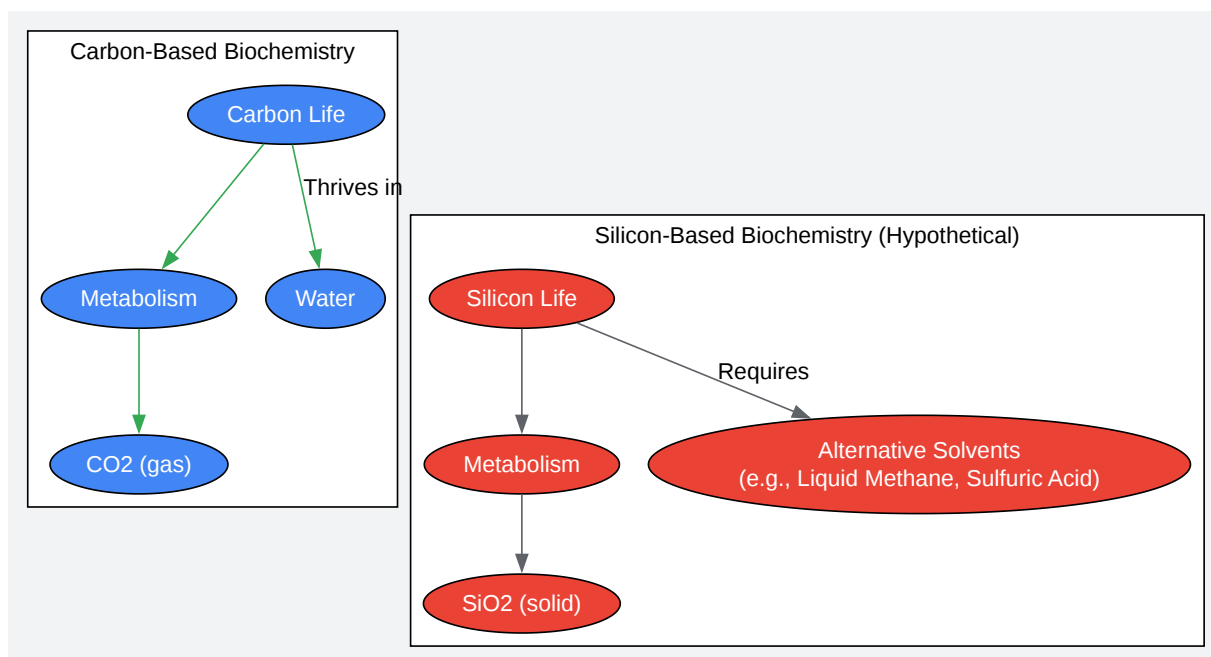 Carbon-Based Biochemistry
Carbon Life
Thrives in
Metabolism
Water
CO2 (gas)
Silicon-Based Biochemistry (Hypothetical)
Silicon Life
Requires
Metabolism
Alternative Solvents
(e.g., Liquid Methane, Sulfuric Acid)
SiO2 (solid)